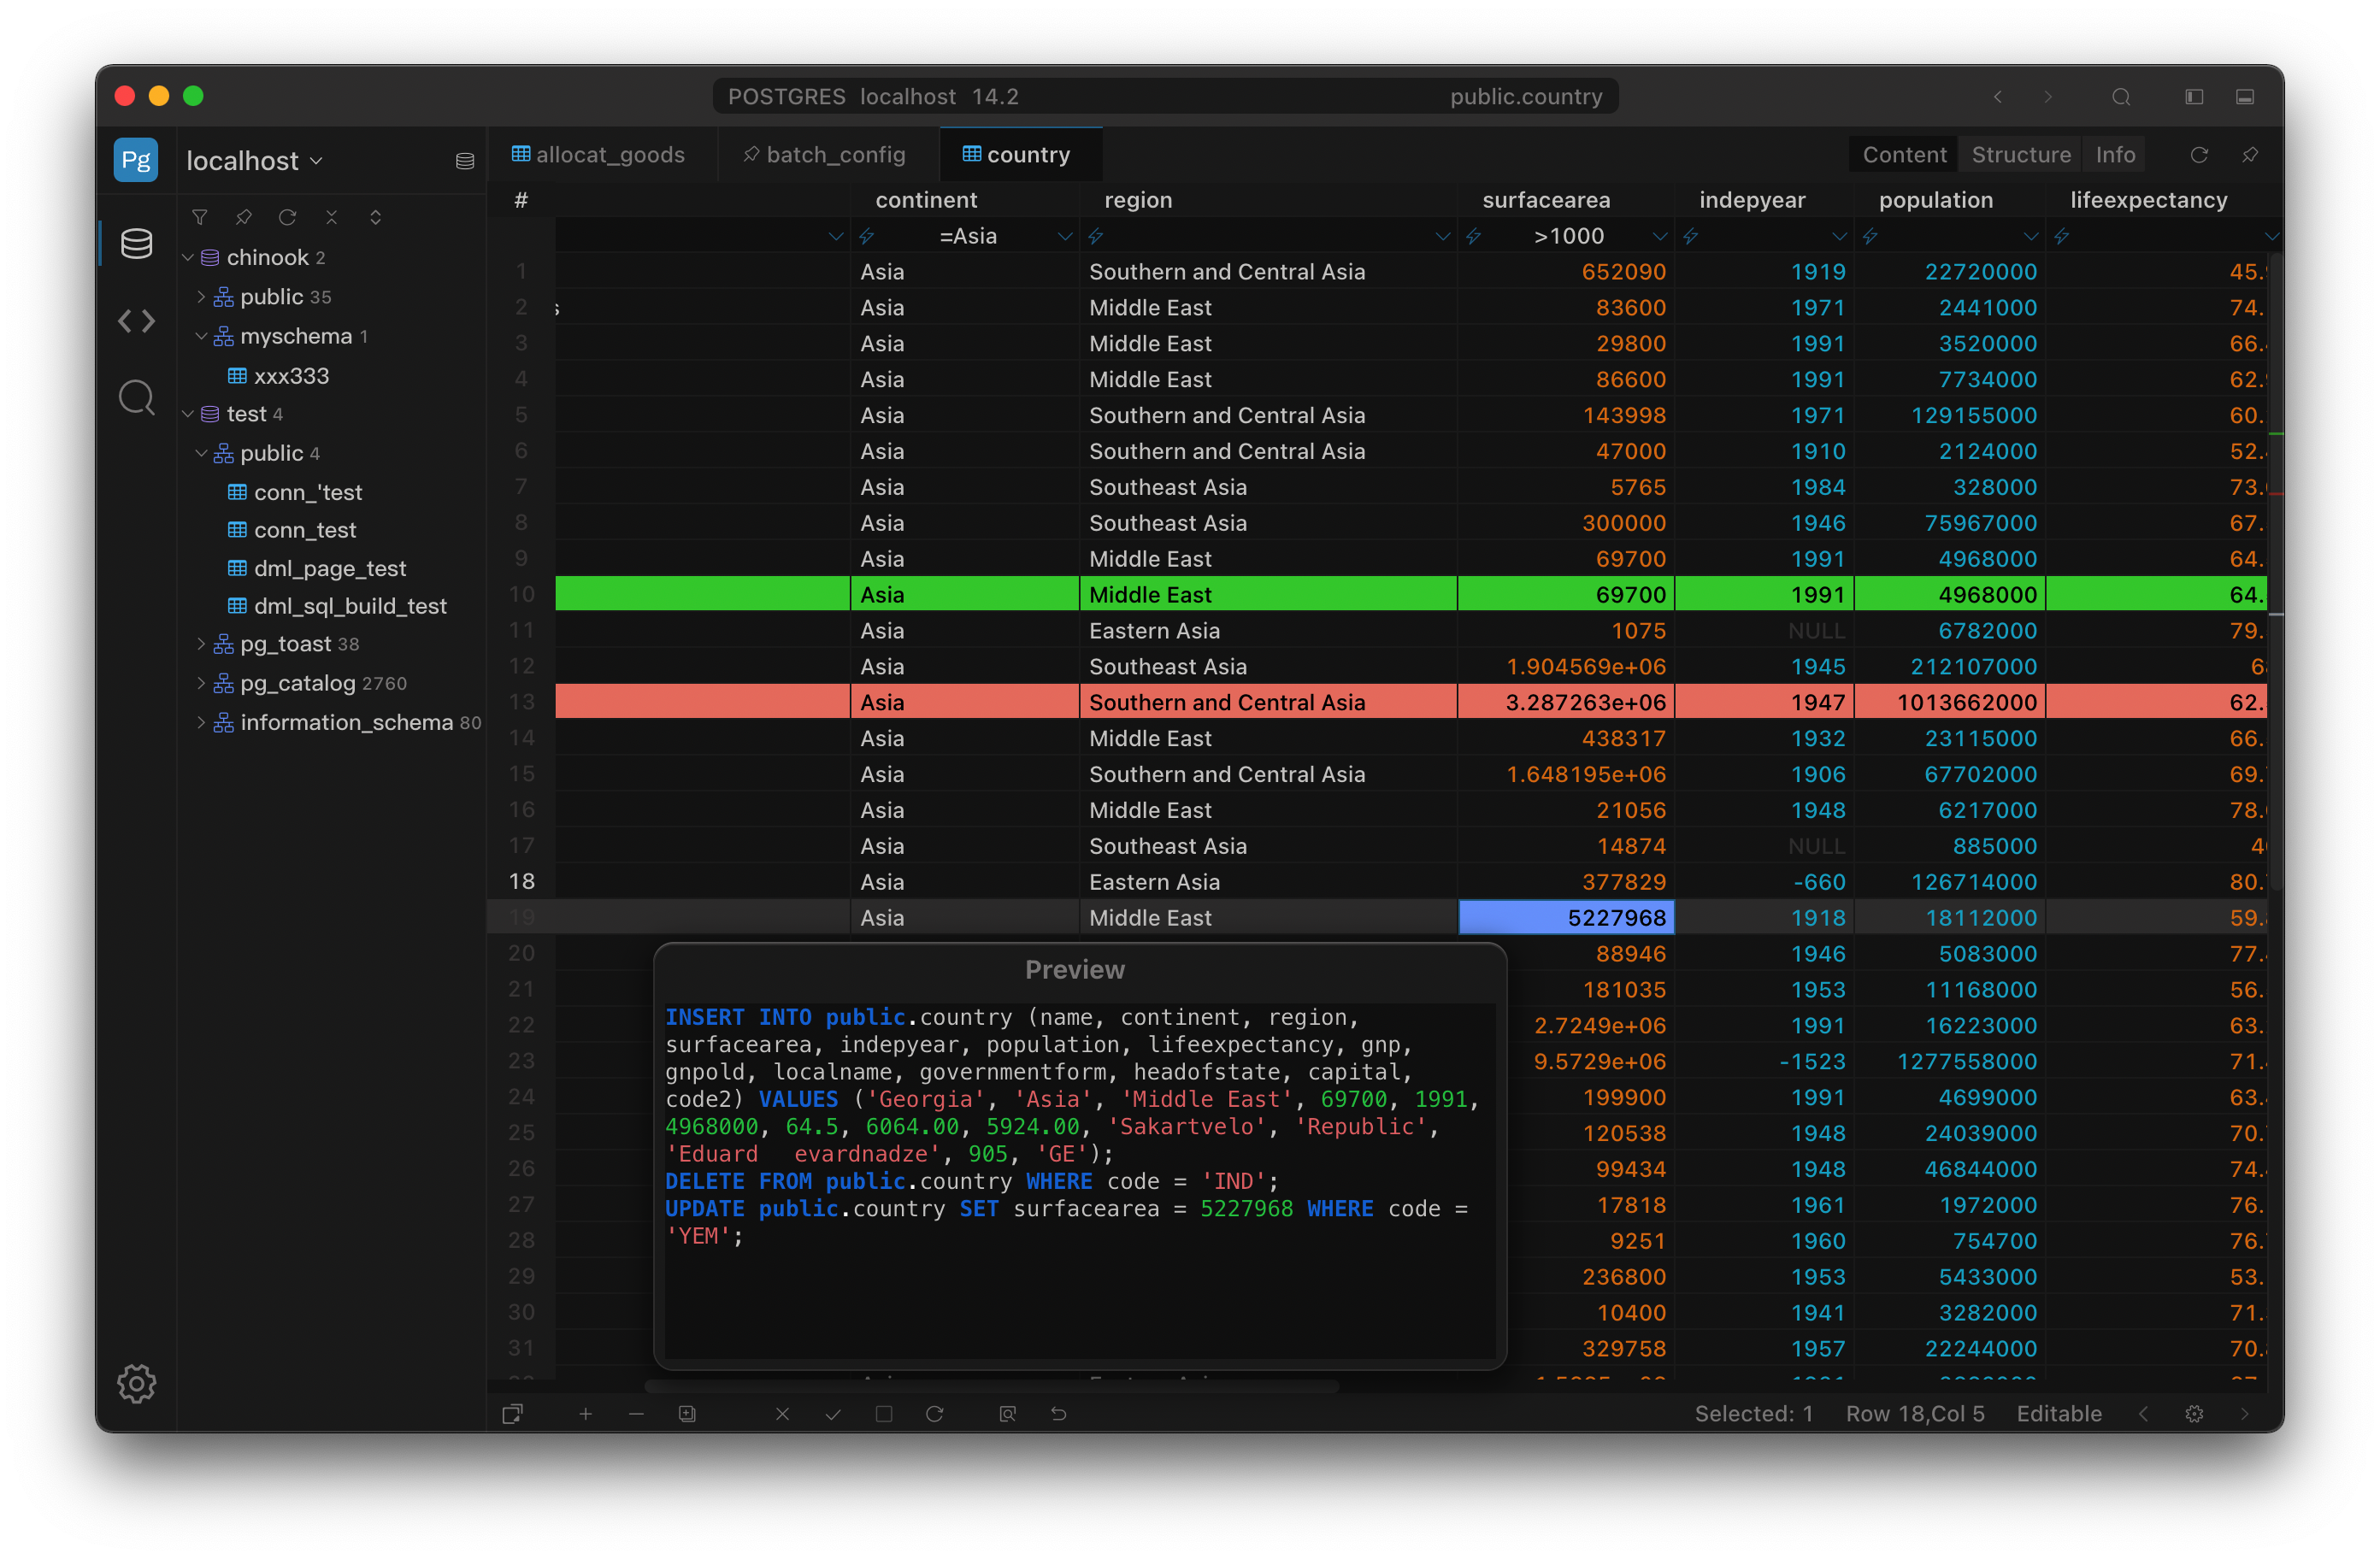 POSTGRES localhost 14.2 public.country
Pg localhost
allocat_goods batch_config country Content Structure Info
chinook 2
public 35
myschema 1
xxx333
test 4
public 4
conn_'test
conn_test
dml_page_test
dml_sql_build_test
pg_toast 38
pg_catalog 2760
information_schema 80
# continent region surfacearea indepyear population lifeexpectancy
=Asia >1000
1 Asia Southern and Central Asia 652090 1919 22720000 45.
2 s Asia Middle East 83600 1971 2441000 74.
3 Asia Middle East 29800 1991 3520000 66.
4 Asia Middle East 86600 1991 7734000 62.
5 Asia Southern and Central Asia 143998 1971 129155000 60.
6 Asia Southern and Central Asia 47000 1910 2124000 52.
7 Asia Southeast Asia 5765 1984 328000 73.
8 Asia Southeast Asia 300000 1946 75967000 67.
9 Asia Middle East 69700 1991 4968000 64.
10 Asia Middle East 69700 1991 4968000 64.
11 Asia Eastern Asia 1075 NULL 6782000 79.
12 Asia Southeast Asia 1.904569e+06 1945 212107000 6
13 Asia Southern and Central Asia 3.287263e+06 1947 1013662000 62.
14 Asia Middle East 438317 1932 23115000 66.
15 Asia Southern and Central Asia 1.648195e+06 1906 67702000 69.
16 Asia Middle East 21056 1948 6217000 78.
17 Asia Southeast Asia 14874 NULL 885000 4
18 Asia Eastern Asia 377829 -660 126714000 80.
19 Asia Middle East 5227968 1918 18112000 59.
20 88946 1946 5083000 77.
21 181035 1953 11168000 56.
22 2.7249e+06 1991 16223000 63.
23 9.5729e+06 -1523 1277558000 71.
24 199900 1991 4699000 63.
25 120538 1948 24039000 70.
26 99434 1948 46844000 74.
27 17818 1961 1972000 76.
28 9251 1960 754700 76.
29 236800 1953 5433000 53.
30 10400 1941 3282000 71.
31 329758 1957 22244000 70.
Preview
INSERT INTO public.country (name, continent, region,
surfacearea, indepyear, population, lifeexpectancy, gnp,
gnpold, localname, governmentform, headofstate, capital,
code2) VALUES ('Georgia', 'Asia', 'Middle East', 69700, 1991,
4968000, 64.5, 6064.00, 5924.00, 'Sakartvelo', 'Republic',
'Eduard evardnadze', 905, 'GE');
DELETE FROM public.country WHERE code = 'IND';
UPDATE public.country SET surfacearea = 5227968 WHERE code =
'YEM';
Selected: 1 Row 18,Col 5 Editable